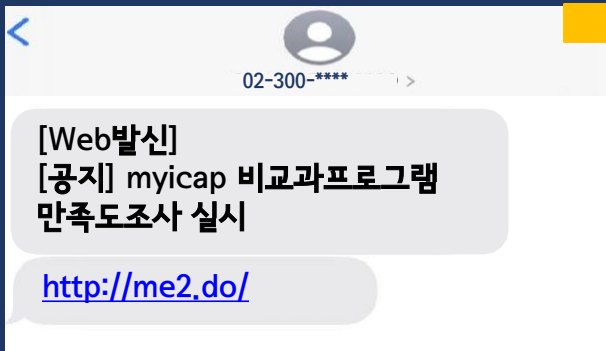 02-300-****
[Web발신]
[공지] myicap 비교과프로그램
만족도조사 실시
http://me2.do/